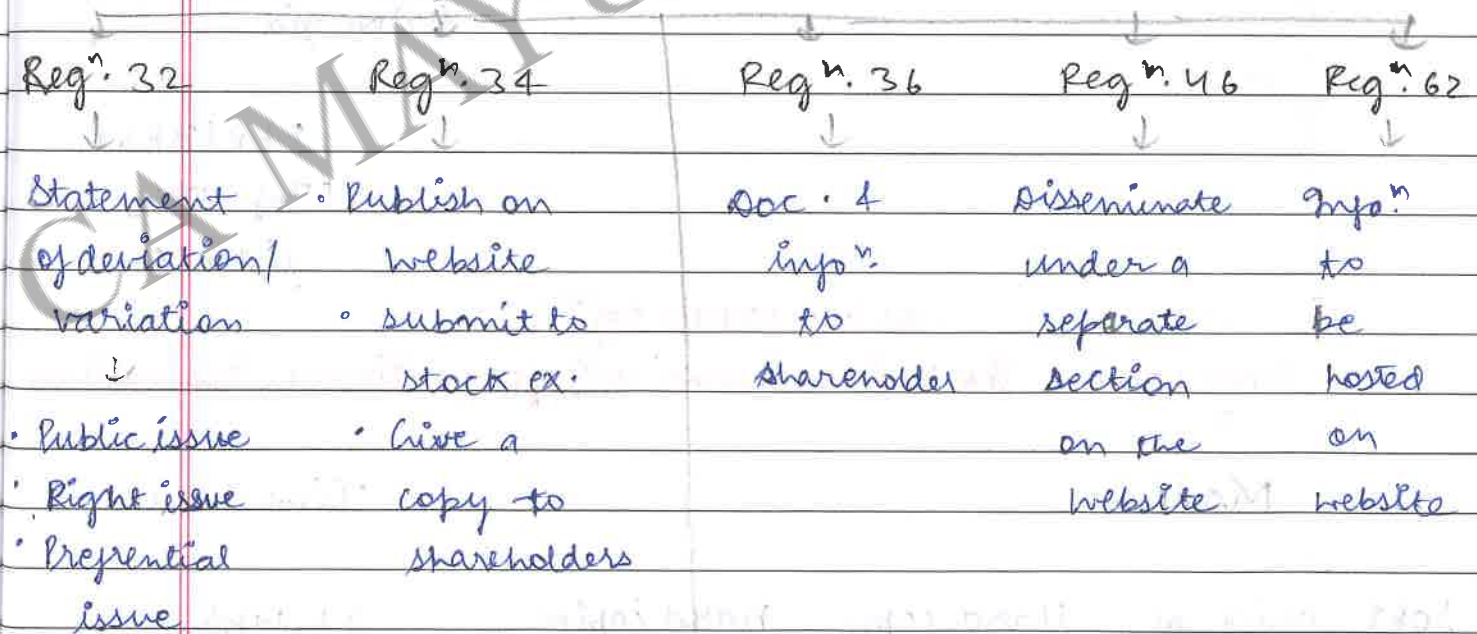 Regⁿ. 32 Regⁿ. 34 Regⁿ. 36 Regⁿ. 46 Regⁿ. 62
Statement • Publish on Doc. & Disseminate Infoⁿ.
of deviation/ website infoⁿ. under a to
variation • submit to to separate be
stock ex. shareholder section hosted
• Public issue • Give a on the on
• Right issue copy to website website
• Prefrential shareholders
issue
CA MAY